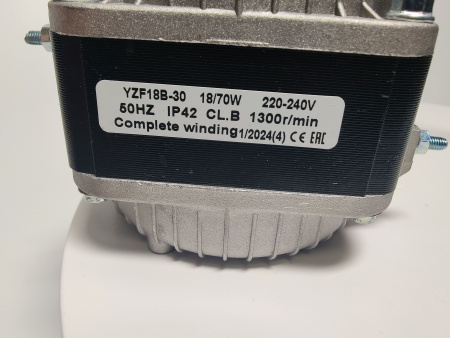 YZF18B-30 18/70W 220-240V
50HZ IP42 CL.B 1300r/min
Complete winding1/2024(4) CE EAC